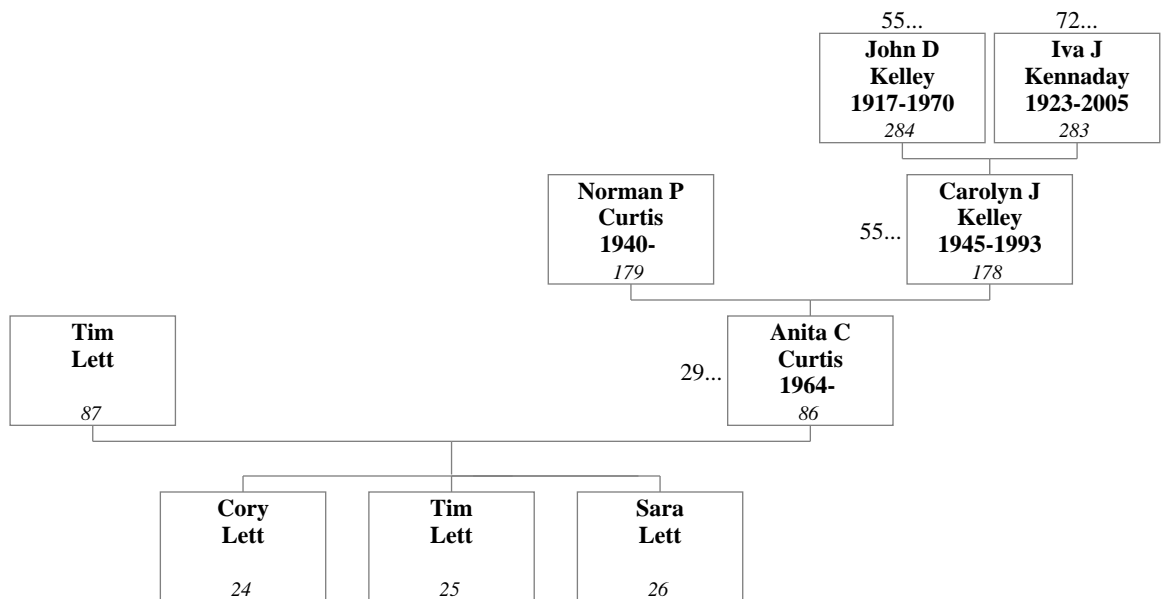 55...
72...
John D
Kelley
1917-1970
284
Iva J
Kennaday
1923-2005
283
Norman P
Curtis
1940-
179
55...
Carolyn J
Kelley
1945-1993
178
Tim
Lett
87
29...
Anita C
Curtis
1964-
86
Cory
Lett
24
Tim
Lett
25
Sara
Lett
26